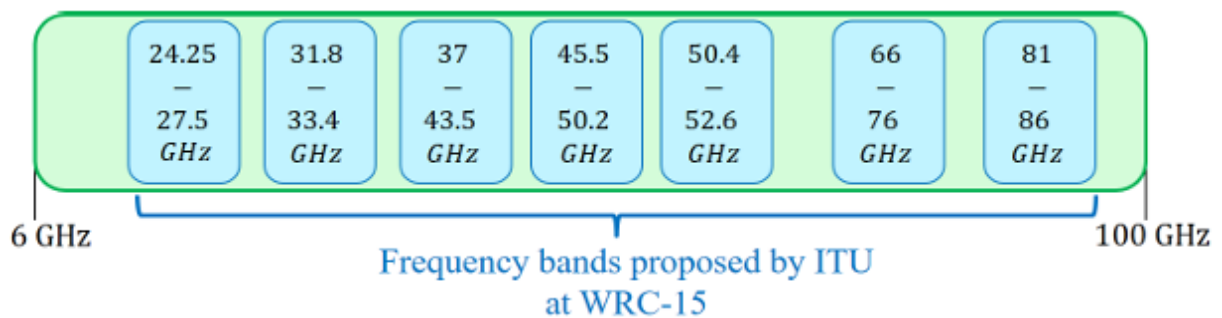 24.25 31.8 37 45.5 50.4 66 81
– – – – – – –
27.5 33.4 43.5 50.2 52.6 76 86
GHz GHz GHz GHz GHz GHz GHz
6 GHz 100 GHz
Frequency bands proposed by ITU
at WRC-15